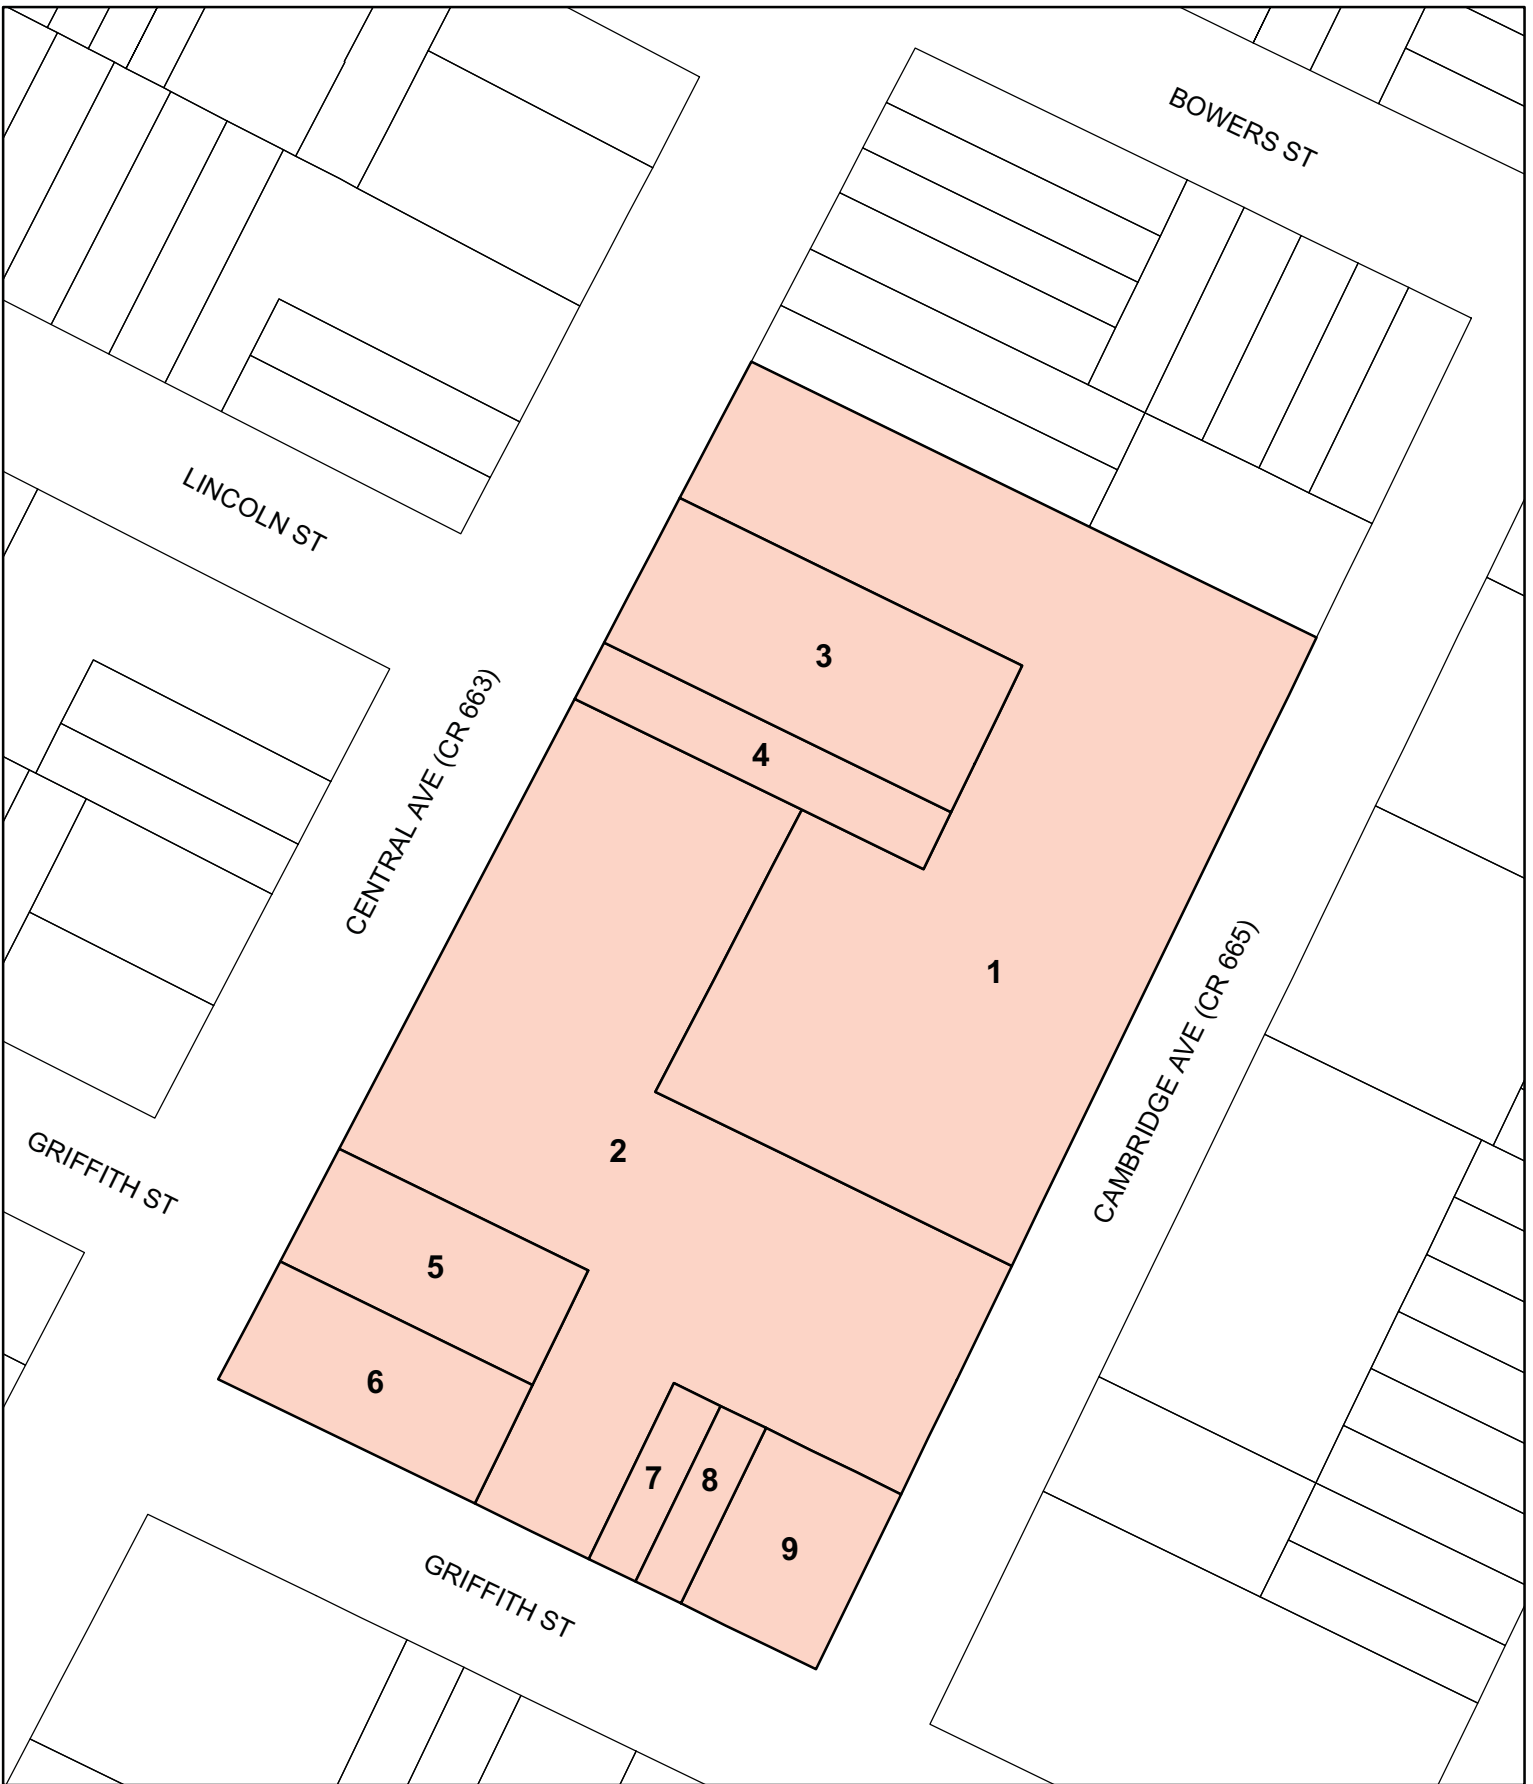 BOWERS ST
LINCOLN ST
3
CENTRAL AVE (CR 663)
4
1
CAMBRIDGE AVE (CR 665)
2
GRIFFITH ST
5
6
7
8
9
GRIFFITH ST